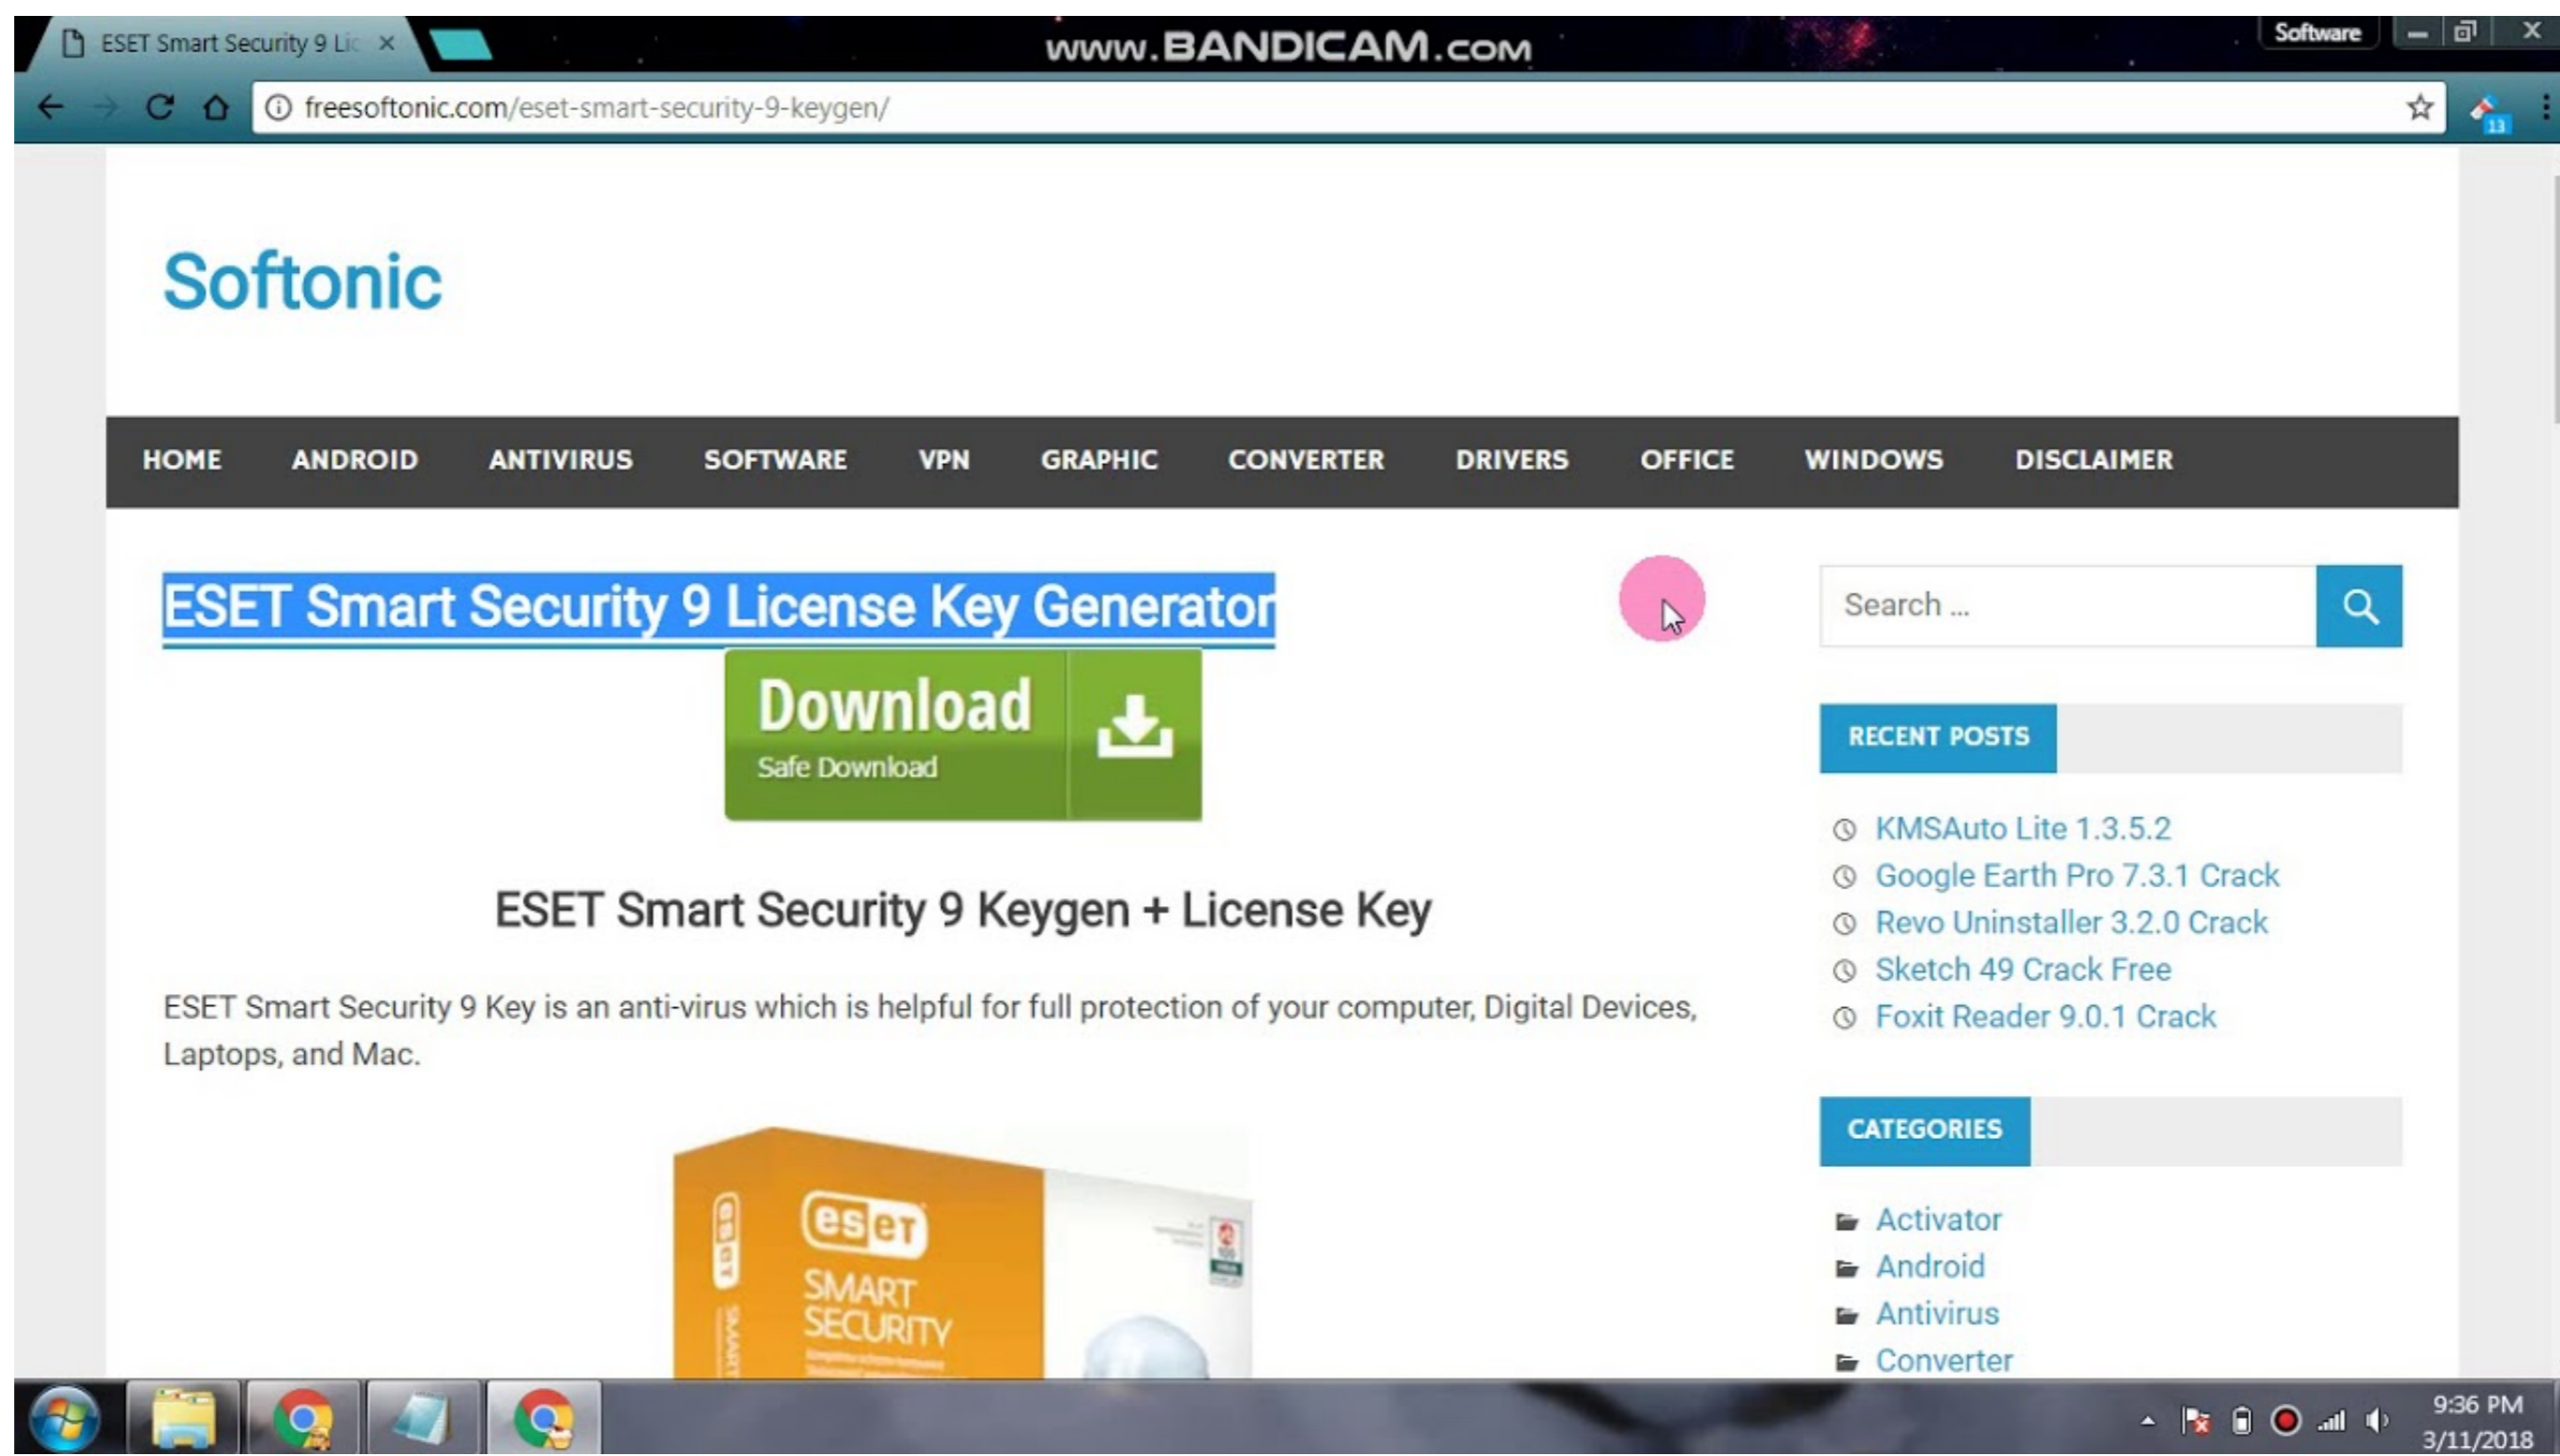 ESET Smart Security 9 Lic
www.BANDICAM.com
Software
freesoftonic.com/eset-smart-security-9-keygen/
13
Softonic
HOME ANDROID ANTIVIRUS SOFTWARE VPN GRAPHIC CONVERTER DRIVERS OFFICE WINDOWS DISCLAIMER
ESET Smart Security 9 License Key Generator
Download
Safe Download
ESET Smart Security 9 Keygen + License Key
ESET Smart Security 9 Key is an anti-virus which is helpful for full protection of your computer, Digital Devices,
Laptops, and Mac.
eset
SMART
SECURITY
eset
SMART
Search ...
RECENT POSTS
KMSAuto Lite 1.3.5.2
Google Earth Pro 7.3.1 Crack
Revo Uninstaller 3.2.0 Crack
Sketch 49 Crack Free
Foxit Reader 9.0.1 Crack
CATEGORIES
Activator
Android
Antivirus
Converter
9:36 PM
3/11/2018